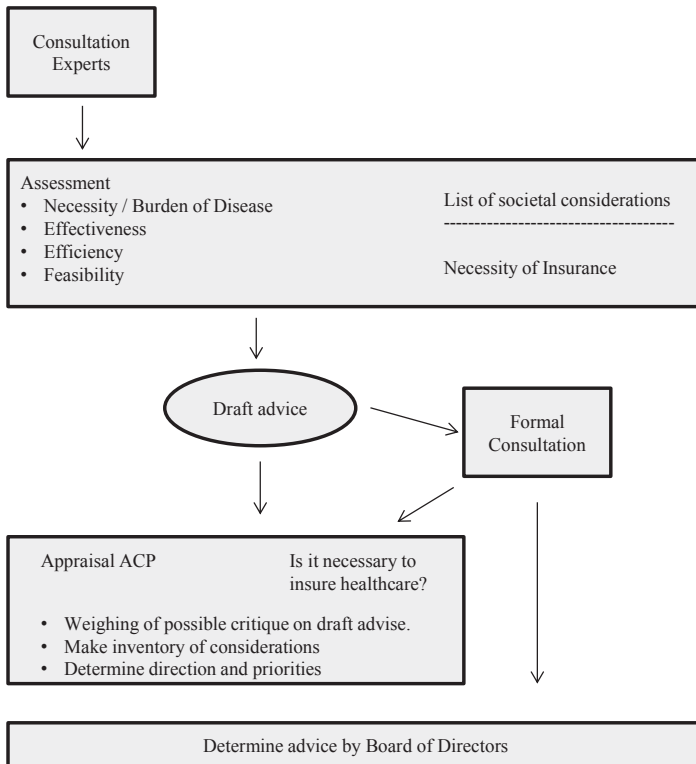 Consultation
Experts
Assessment
• Necessity / Burden of Disease
• Effectiveness
• Efficiency
• Feasibility
List of societal considerations
-------------------------------------
Necessity of Insurance
Draft advice
Formal
Consultation
Appraisal ACP
Is it necessary to
insure healthcare?
• Weighing of possible critique on draft advise.
• Make inventory of considerations
• Determine direction and priorities
Determine advice by Board of Directors